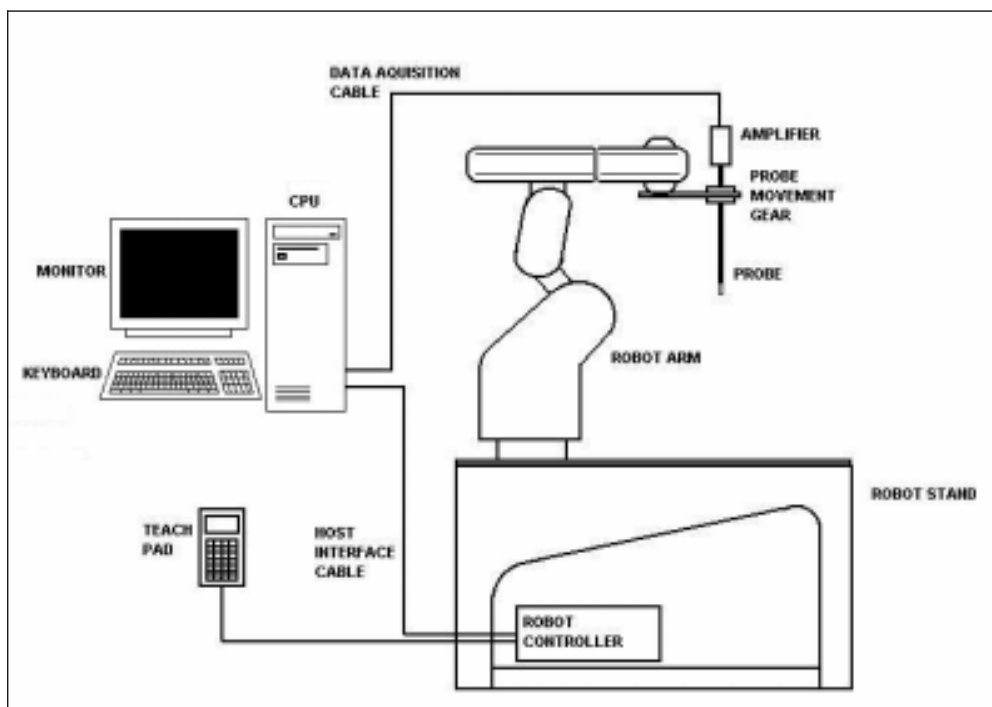 DATA AQUISITION
CABLE
AMPLIFIER
PROBE
MOVEMENT
GEAR
CPU
MONITOR
PROBE
KEYBOARD
ROBOT ARM
ROBOT STAND
TEACH
PAD
HOST
INTERFACE
CABLE
ROBOT
CONTROLLER